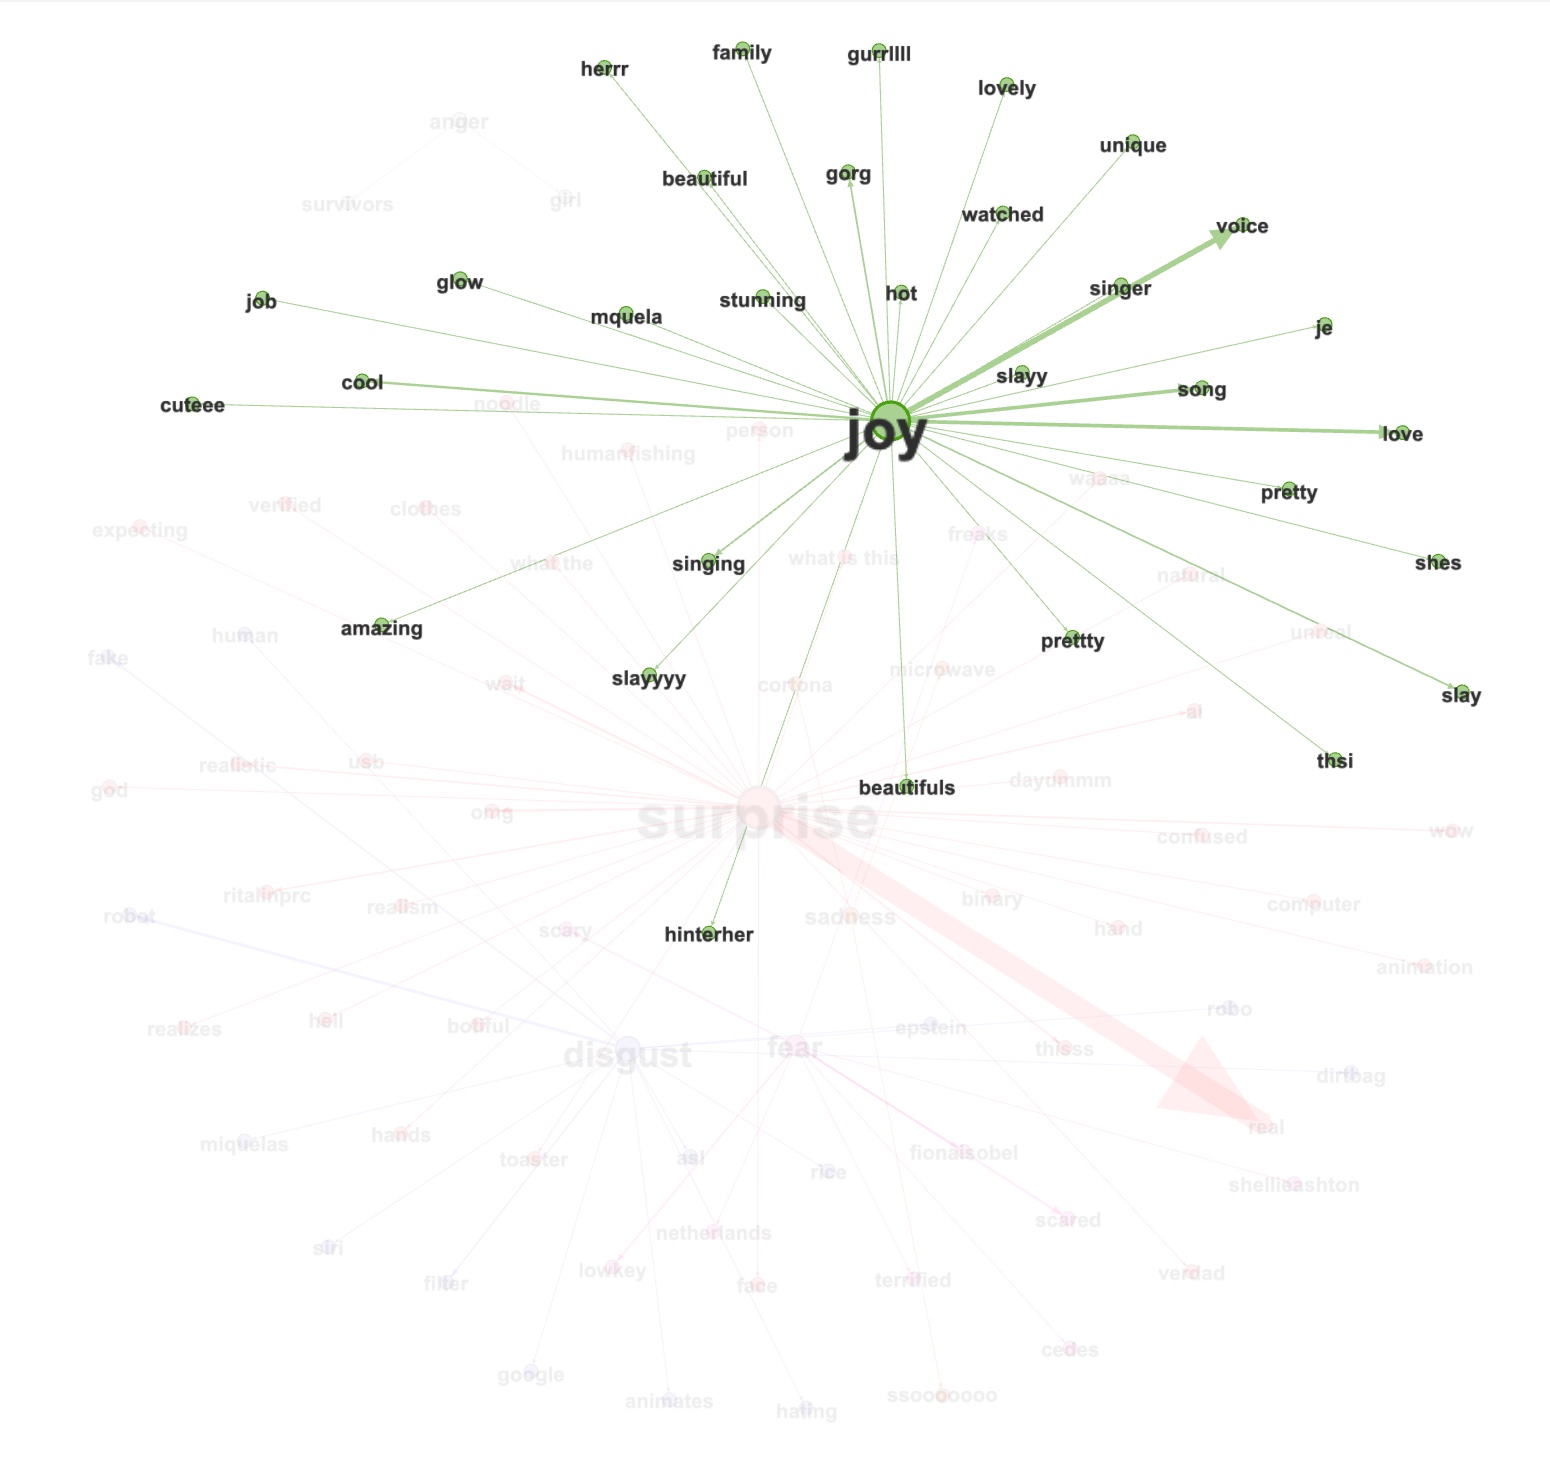 family
gurrllll
herrr
lovely
anger
unique
gorg
beautiful
girl
survivors
watched
voice
glow
singer
hot
job
stunning
mquela
je
slayy
cool
song
noodle
cuteee
person
joy
love
humanfishing
waaaa
pretty
verified
clothes
expecting
freaks
what is this
what the
singing
shes
natural
amazing
unreal
human
prettty
fake
microwave
slayyyy
wait
cortona
slay
ai
thsi
usb
realistic
dayummm
beautifuls
god
omg
surprise
wow
confused
ritalinprc
binary
computer
realism
robot
sadness
hand
scary
hinterher
animation
robo
hell
botiful
epstein
realizes
fear
thisss
disgust
dirtbag
real
hands
miquelas
fionaisobel
asl
toaster
rice
shellieashton
scared
netherlands
siri
lowkey
verdad
terrified
filter
face
cedes
google
ssooooooo
animates
hating